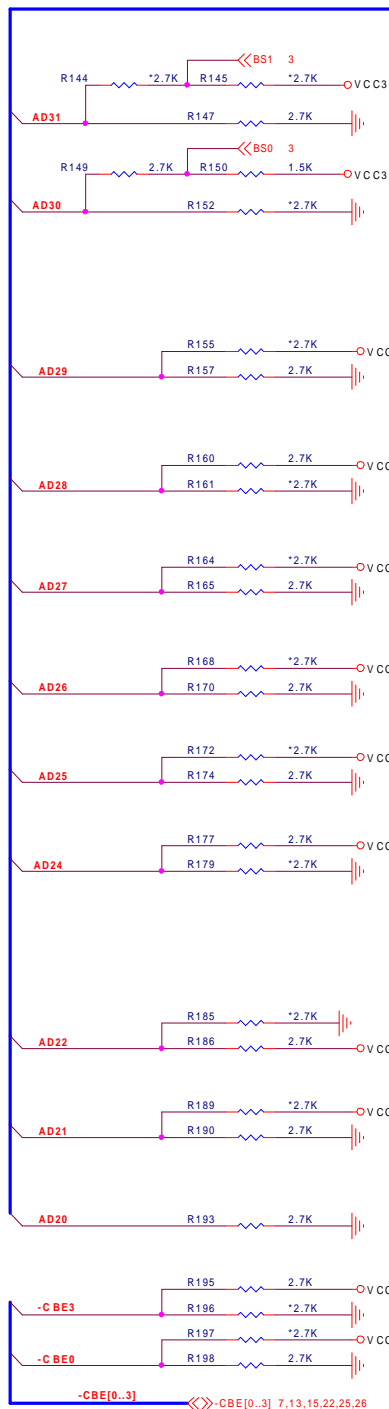 BS1 3
R144 *2.7K R145 *2.7K VCC3
AD31 R147 2.7K
BS0 3
R149 2.7K R150 1.5K VCC3
AD30 R152 *2.7K
R155 *2.7K VCC
AD29 R157 2.7K
R160 2.7K VCC
AD28 R161 *2.7K
R164 *2.7K VCC
AD27 R165 2.7K
R168 *2.7K VCC
AD26 R170 2.7K
R172 *2.7K VCC
AD25 R174 2.7K
R177 2.7K VCC
AD24 R179 *2.7K
R185 *2.7K
AD22 R186 2.7K VCC
R189 *2.7K VCC
AD21 R190 2.7K
AD20 R193 2.7K
R195 2.7K VCC
-CBE3 R196 *2.7K
R197 *2.7K VCC
-CBE0 R198 2.7K
-CBE[0..3] -CBE[0..3] 7,13,15,22,25,26